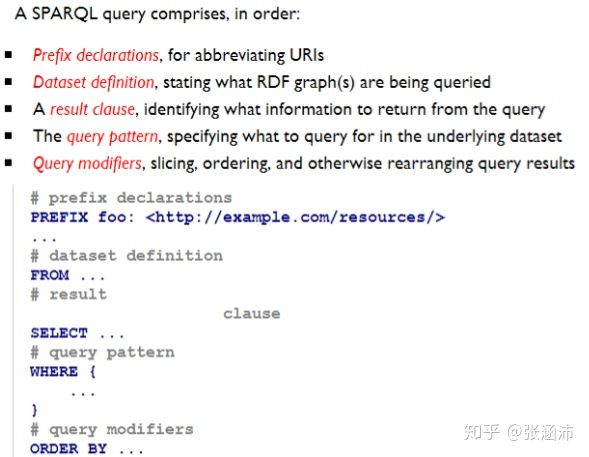 A SPARQL query comprises, in order:
▪ Prefix declarations, for abbreviating URIs
▪ Dataset definition, stating what RDF graph(s) are being queried
▪ A result clause, identifying what information to return from the query
▪ The query pattern, specifying what to query for in the underlying dataset
▪ Query modifiers, slicing, ordering, and otherwise rearranging query results
# prefix declarations
PREFIX foo: <http://example.com/resources/>
...
# dataset definition
FROM ...
# result
clause
SELECT ...
# query pattern
WHERE {
...
}
# query modifiers
ORDER BY ...
知乎 @张涵沛